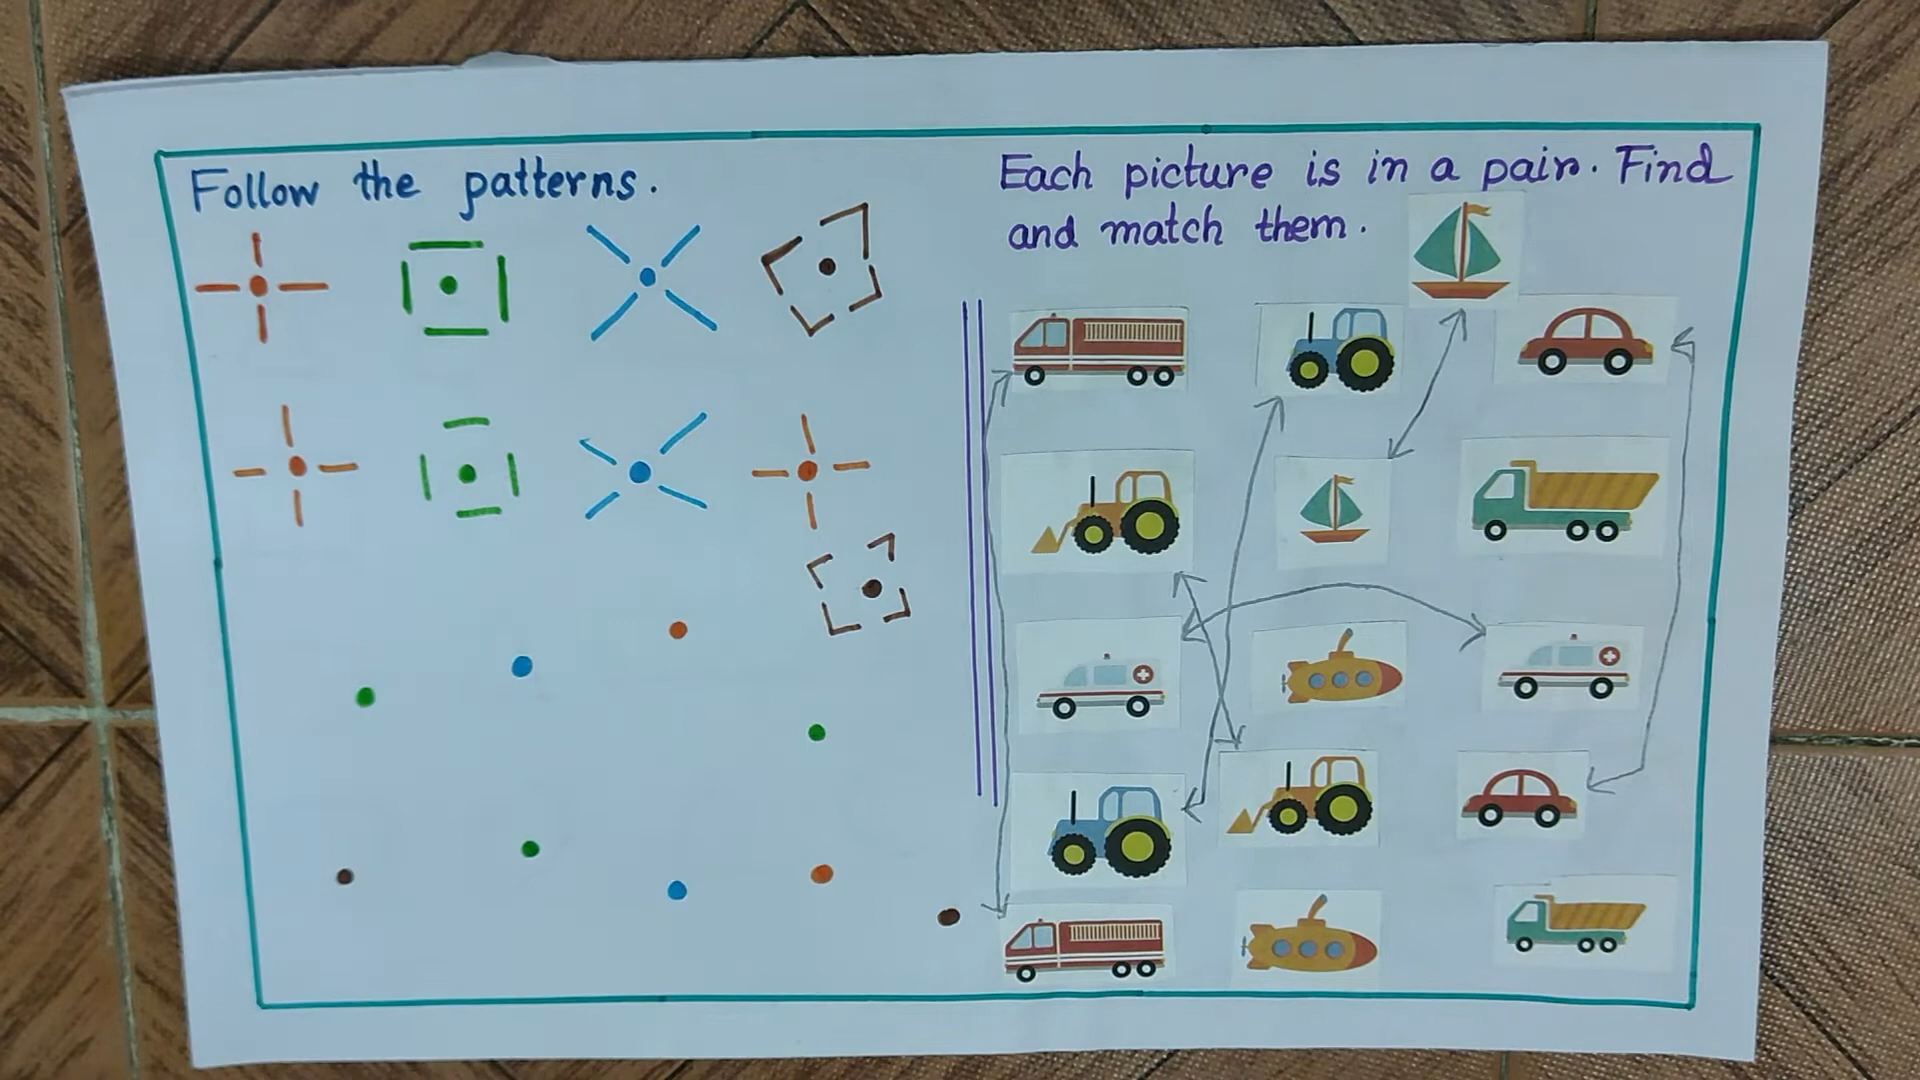 Follow the patterns.
Each picture is in a pair. Find
and match them.